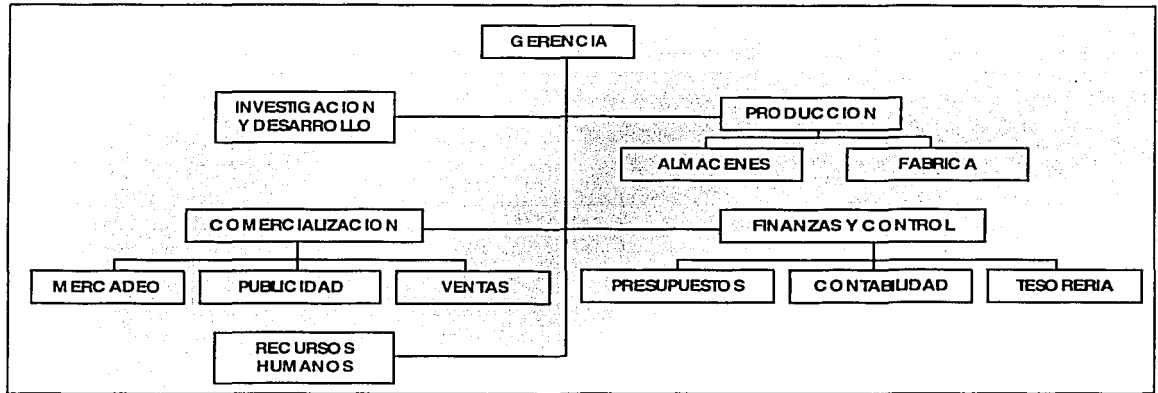 GERENCIA
INVESTIGACION
Y DESARROLLO
PRODUCCION
ALMACENES
FABRICA
COMERCIALIZACION
FINANZAS Y CONTROL
MERCADEO
PUBLICIDAD
VENTAS
PRESUPUESTOS
CONTABILIDAD
TESORERIA
RECURSOS
HUMANOS